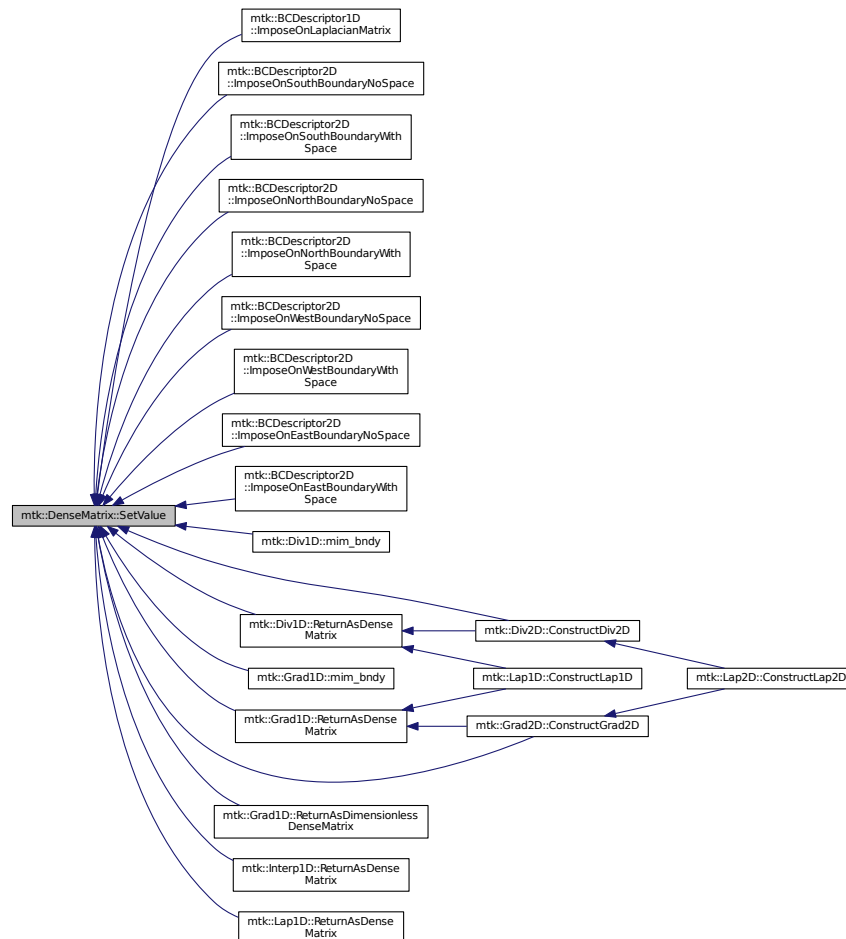 mtk::BCDescriptor1D
::ImposeOnLaplacianMatrix
mtk::BCDescriptor2D
::ImposeOnSouthBoundaryNoSpace
mtk::BCDescriptor2D
::ImposeOnSouthBoundaryWith
Space
mtk::BCDescriptor2D
::ImposeOnNorthBoundaryNoSpace
mtk::BCDescriptor2D
::ImposeOnNorthBoundaryWith
Space
mtk::BCDescriptor2D
::ImposeOnWestBoundaryNoSpace
mtk::BCDescriptor2D
::ImposeOnWestBoundaryWith
Space
mtk::BCDescriptor2D
::ImposeOnEastBoundaryNoSpace
mtk::BCDescriptor2D
::ImposeOnEastBoundaryWith
Space
mtk::DenseMatrix::SetValue
mtk::Div1D::mim_bndy
mtk::Div1D::ReturnAsDense
Matrix
mtk::Div2D::ConstructDiv2D
mtk::Grad1D::mim_bndy
mtk::Lap1D::ConstructLap1D
mtk::Lap2D::ConstructLap2D
mtk::Grad1D::ReturnAsDense
Matrix
mtk::Grad2D::ConstructGrad2D
mtk::Grad1D::ReturnAsDimensionless
DenseMatrix
mtk::Interp1D::ReturnAsDense
Matrix
mtk::Lap1D::ReturnAsDense
Matrix